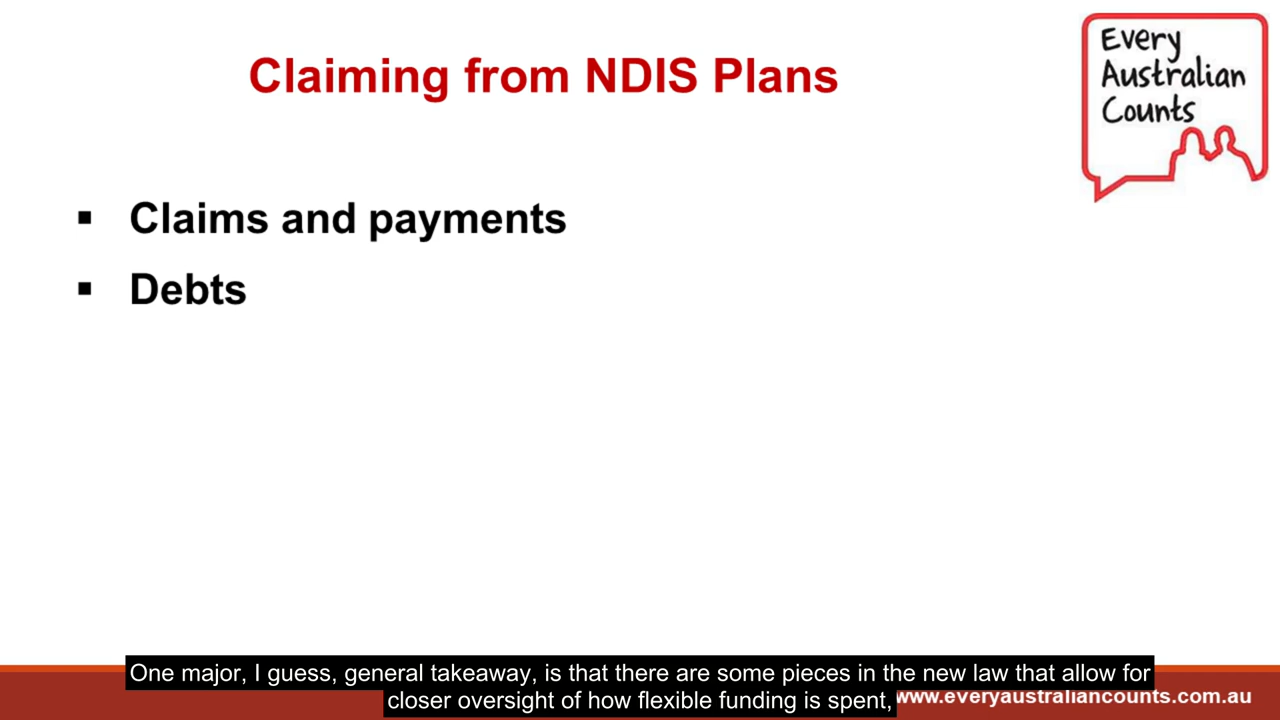 Claiming from NDIS Plans
Every
Australian
Counts
▪ Claims and payments
▪ Debts
One major, I guess, general takeaway, is that there are some pieces in the new law that allow for
closer oversight of how flexible funding is spent,
www.everyaustraliancounts.com.au